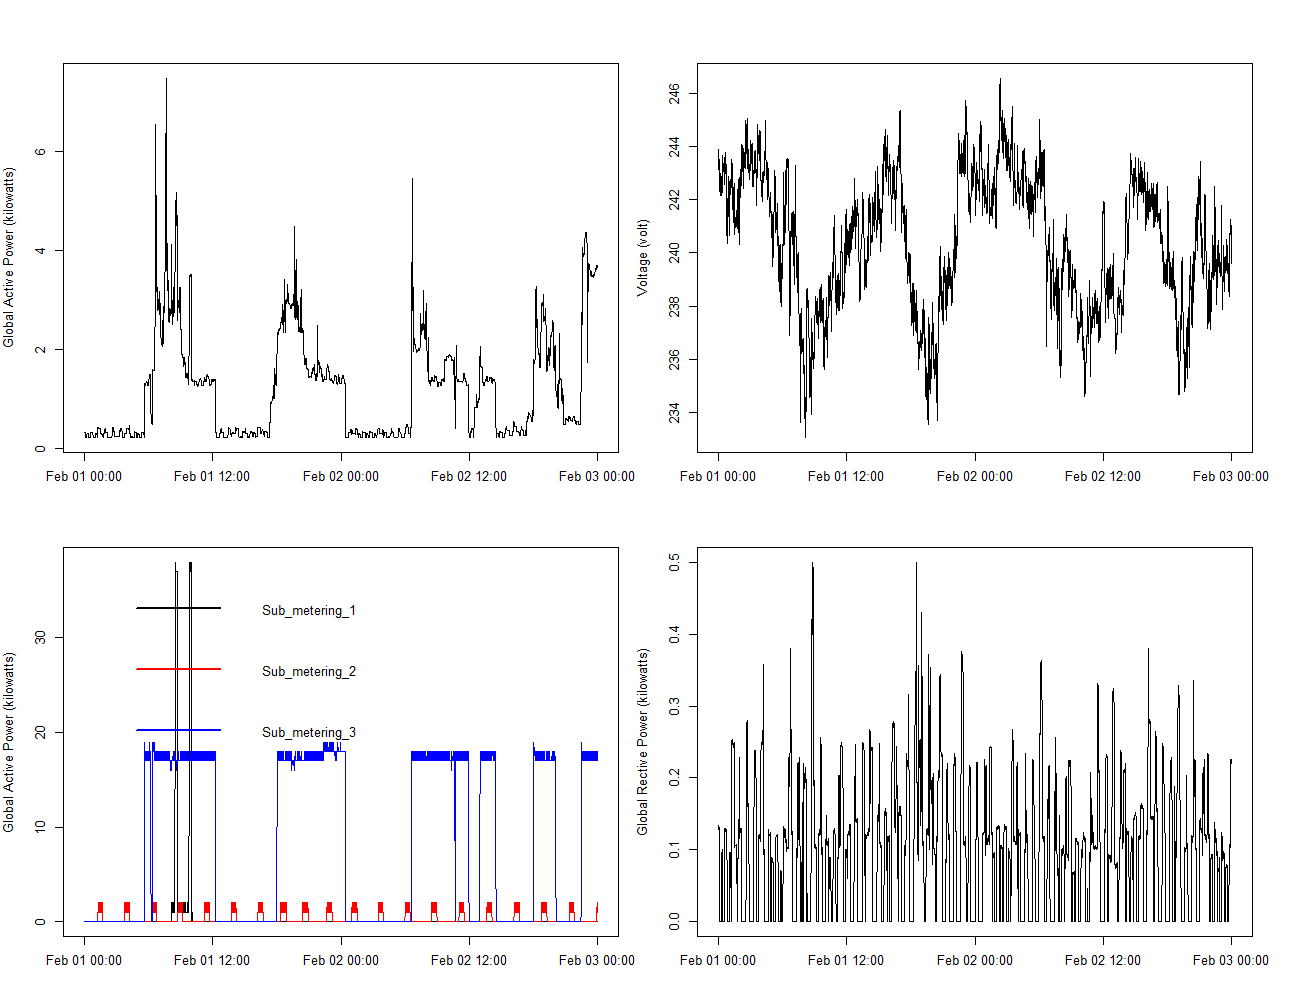 Global Active Power (kilowatts)
0 2 4 6
Feb 01 00:00 Feb 01 12:00 Feb 02 00:00 Feb 02 12:00 Feb 03 00:00
Voltage (volt)
234 236 238 240 242 244 246
Feb 01 00:00 Feb 01 12:00 Feb 02 00:00 Feb 02 12:00 Feb 03 00:00
Global Active Power (kilowatts)
0 10 20 30
Sub_metering_1
Sub_metering_2
Sub_metering_3
Feb 01 00:00 Feb 01 12:00 Feb 02 00:00 Feb 02 12:00 Feb 03 00:00
Global Rective Power (kilowatts)
0.0 0.1 0.2 0.3 0.4 0.5
Feb 01 00:00 Feb 01 12:00 Feb 02 00:00 Feb 02 12:00 Feb 03 00:00